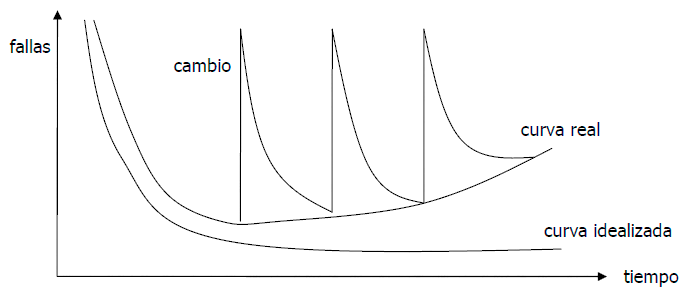 fallas
cambio
curva real
curva idealizada
tiempo